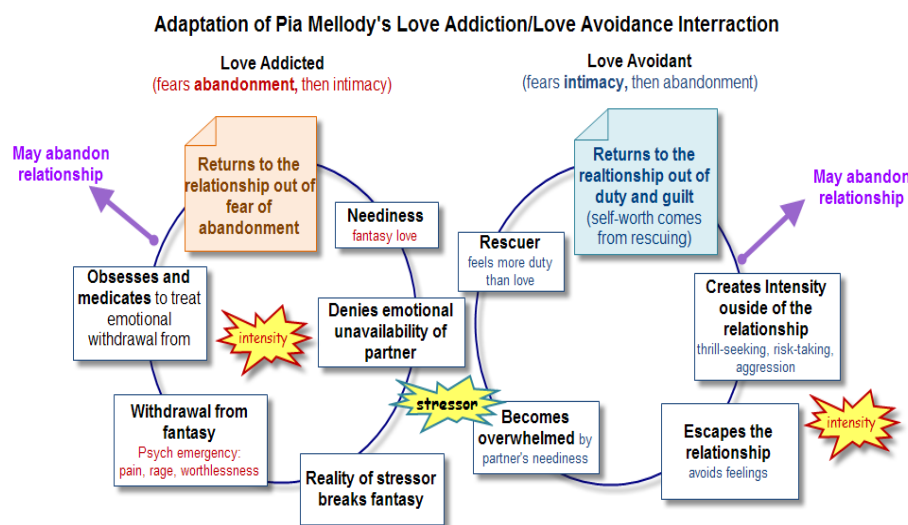 Adaptation of Pia Mellody's Love Addiction/Love Avoidance Interraction
Love Addicted
(fears abandonment, then intimacy)
May abandon
relationship
Returns to the
relationship out of
fear of
abandonment
Neediness
fantasy love
Denies emotional
unavailability of
partner
stressor
Reality of stressor
breaks fantasy
Withdrawal from
fantasy
Psych emergency:
pain, rage, worthlessness
Obsesses and
medicates to treat
emotional
withdrawal from
intensity
Love Avoidant
(fears intimacy, then abandonment)
Returns to the
realtionship out of
duty and guilt
(self-worth comes
from rescuing)
May abandon
relationship
Rescuer
feels more duty
than love
Becomes
overwhelmed by
partner's neediness
Escapes the
relationship
avoids feelings
Creates Intensity
ouside of the
relationship
thrill-seeking, risk-taking,
aggression
intensity